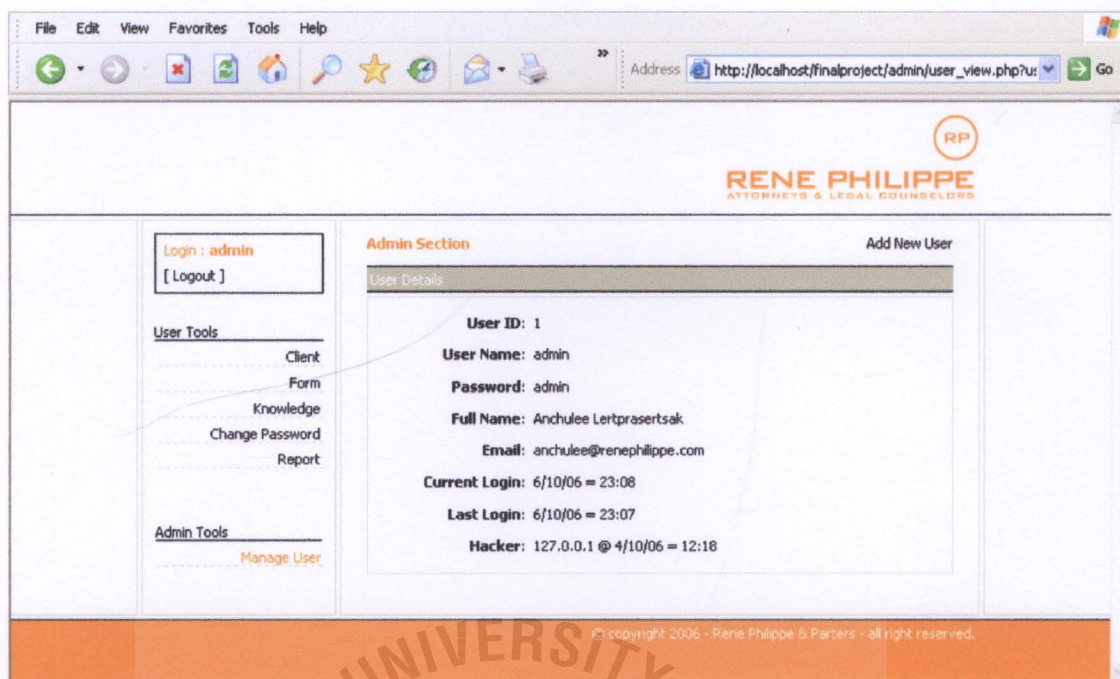 File Edit View Favorites Tools Help
» Address http://localhost/finalproject/admin/user_view.php?u: Go
RP
RENE PHILIPPE
ATTORNEYS & LEGAL COUNSELORS
Login : admin
[ Logout ]
User Tools
Client
Form
Knowledge
Change Password
Report
Admin Tools
Manage User
Admin Section Add New User
User Details
User ID: 1
User Name: admin
Password: admin
Full Name: Anchulee Lertprasertsak
Email: anchulee@renephilippe.com
Current Login: 6/10/06 = 23:08
Last Login: 6/10/06 = 23:07
Hacker: 127.0.0.1 @ 4/10/06 = 12:18
© copyright 2006 - Rene Philippe & Parters - all right reserved.
UNIVERSITY